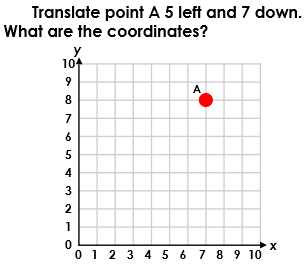 Translate point A 5 left and 7 down.
What are the coordinates?
y
10
9
8
A
7
6
5
4
3
2
1
0
0 1 2 3 4 5 6 7 8 9 10 x